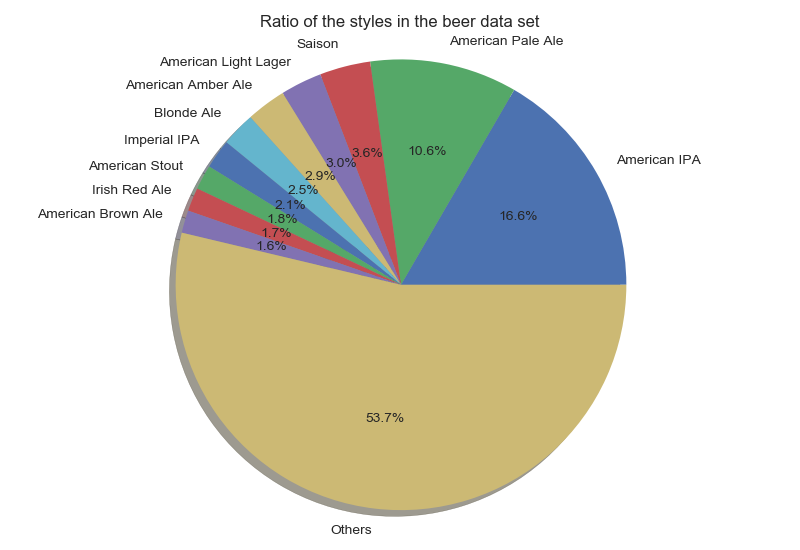 Ratio of the styles in the beer data set
American Pale Ale
Saison
American Light Lager
American Amber Ale
Blonde Ale
Imperial IPA
American Stout
Irish Red Ale
American Brown Ale
American IPA
10.6%
3.6%
3.0%
2.9%
2.5%
2.1%
1.8%
1.7%
1.6%
16.6%
53.7%
Others